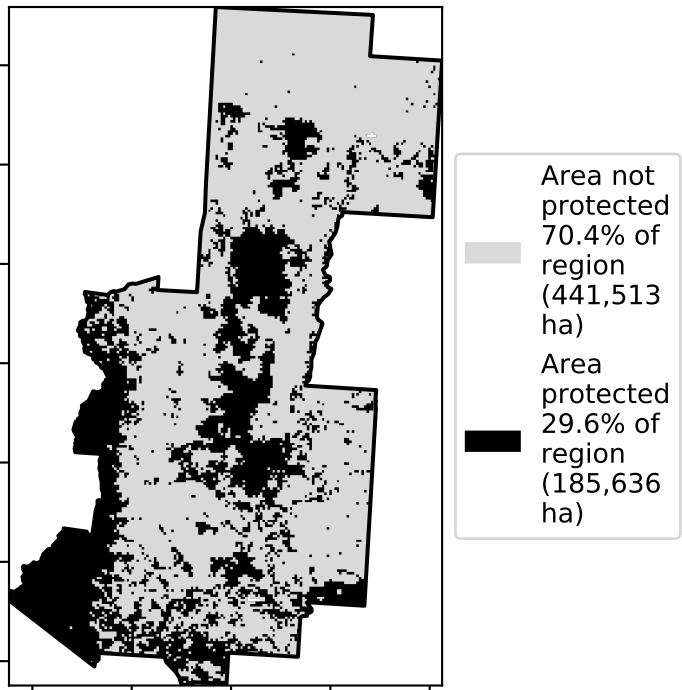 Area not
protected
70.4% of
region
(441,513
ha)
Area
protected
29.6% of
region
(185,636
ha)